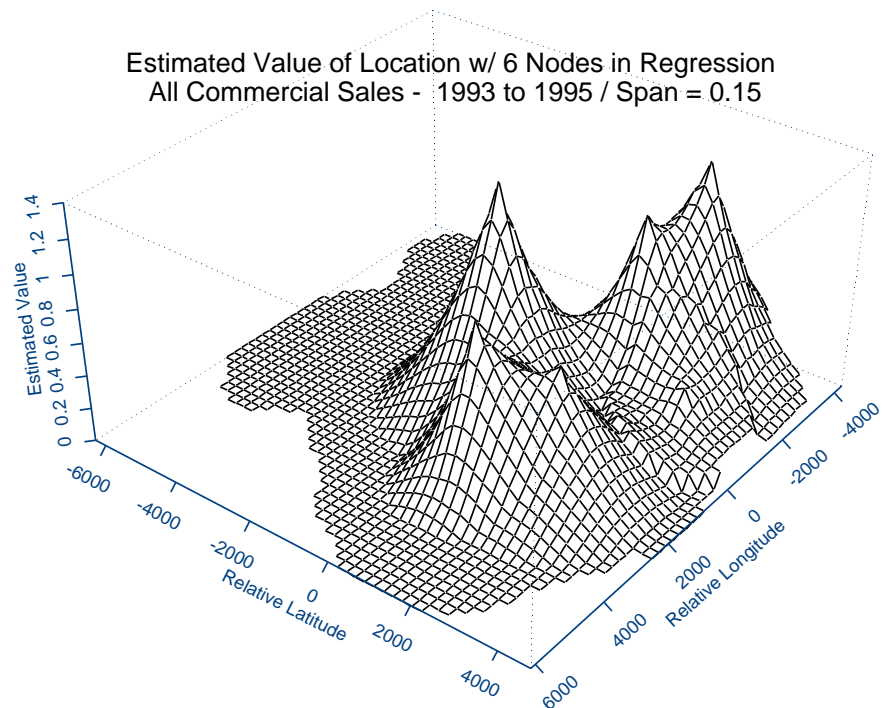 Estimated Value of Location w/ 6 Nodes in Regression
All Commercial Sales - 1993 to 1995 / Span = 0.15
Estimated Value
0 0.2 0.4 0.6 0.8 1 1.2 1.4
-6000 -4000 -2000 0 2000 4000
Relative Latitude
6000 4000 2000 0 -2000 -4000
Relative Longitude